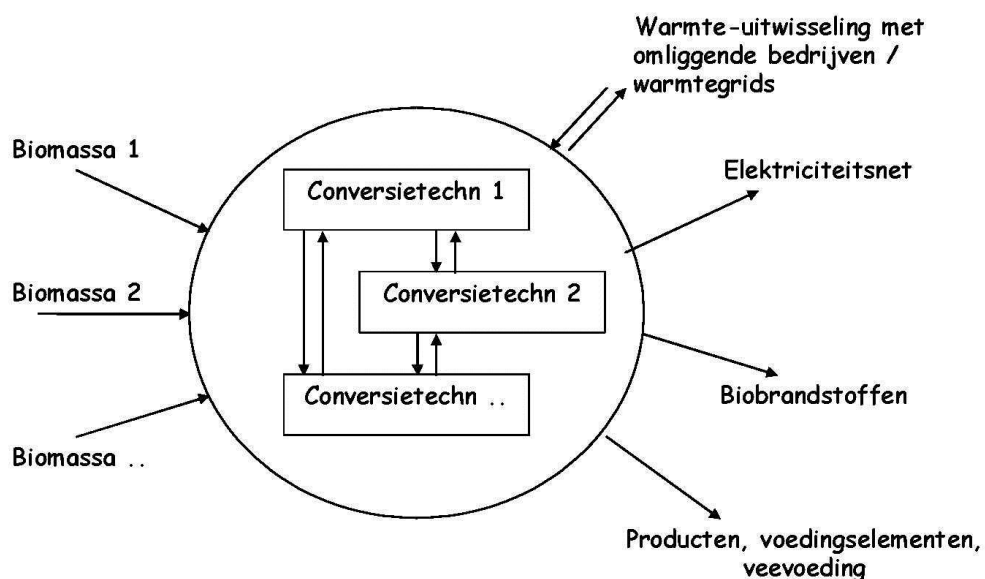 Warmte-uitwisseling met
omliggende bedrijven /
warmtegrids
Biomassa 1
Elektriciteitsnet
Conversietechn 1
Biomassa 2
Conversietechn 2
Conversietechn ..
Biobrandstoffen
Biomassa ..
Producten, voedingselementen,
veevoeding